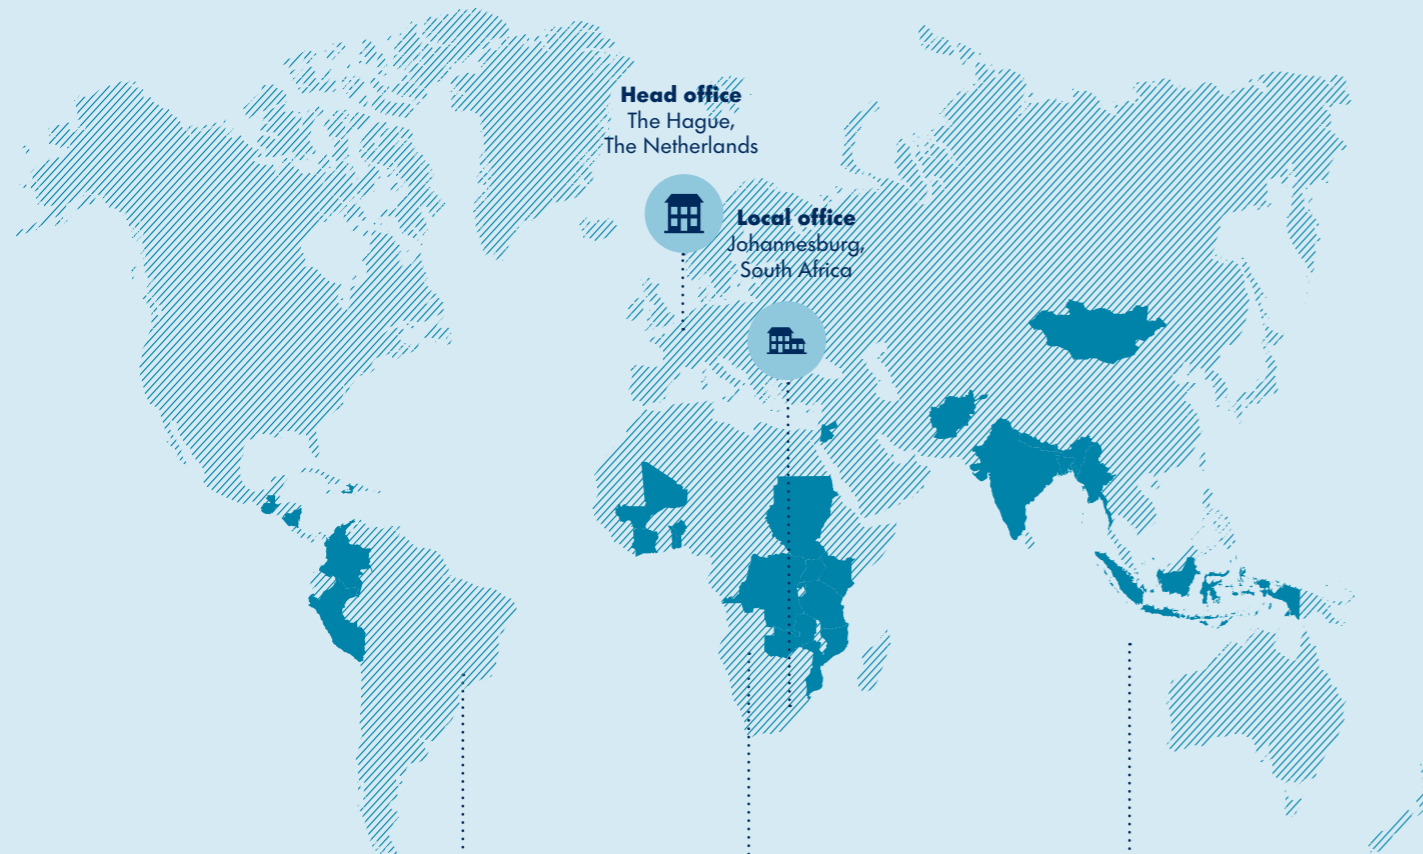 Head office
The Hague,
The Netherlands
Local office
Johannesburg,
South Africa